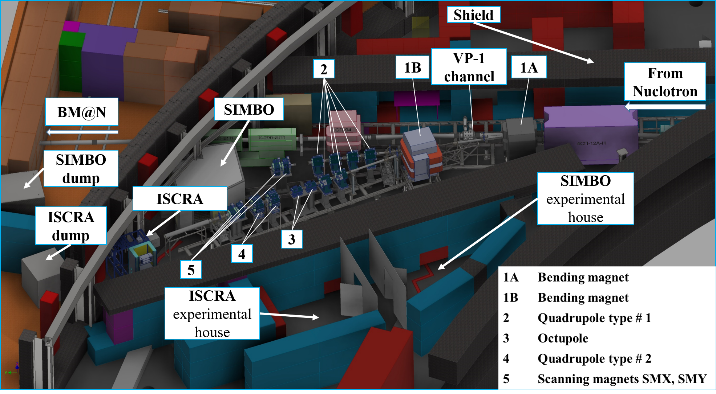 Shield
2
1B
VP-1
channel
1A
From
Nuclotron
BM@N
SIMBO
SIMBO
dump
ISCRA
ISCRA
dump
SIMBO
experimental
house
5
4
3
ISCRA
experimental
house
1A Bending magnet
1B Bending magnet
2 Quadrupole type # 1
3 Octupole
4 Quadrupole type # 2
5 Scanning magnets SMX, SMY